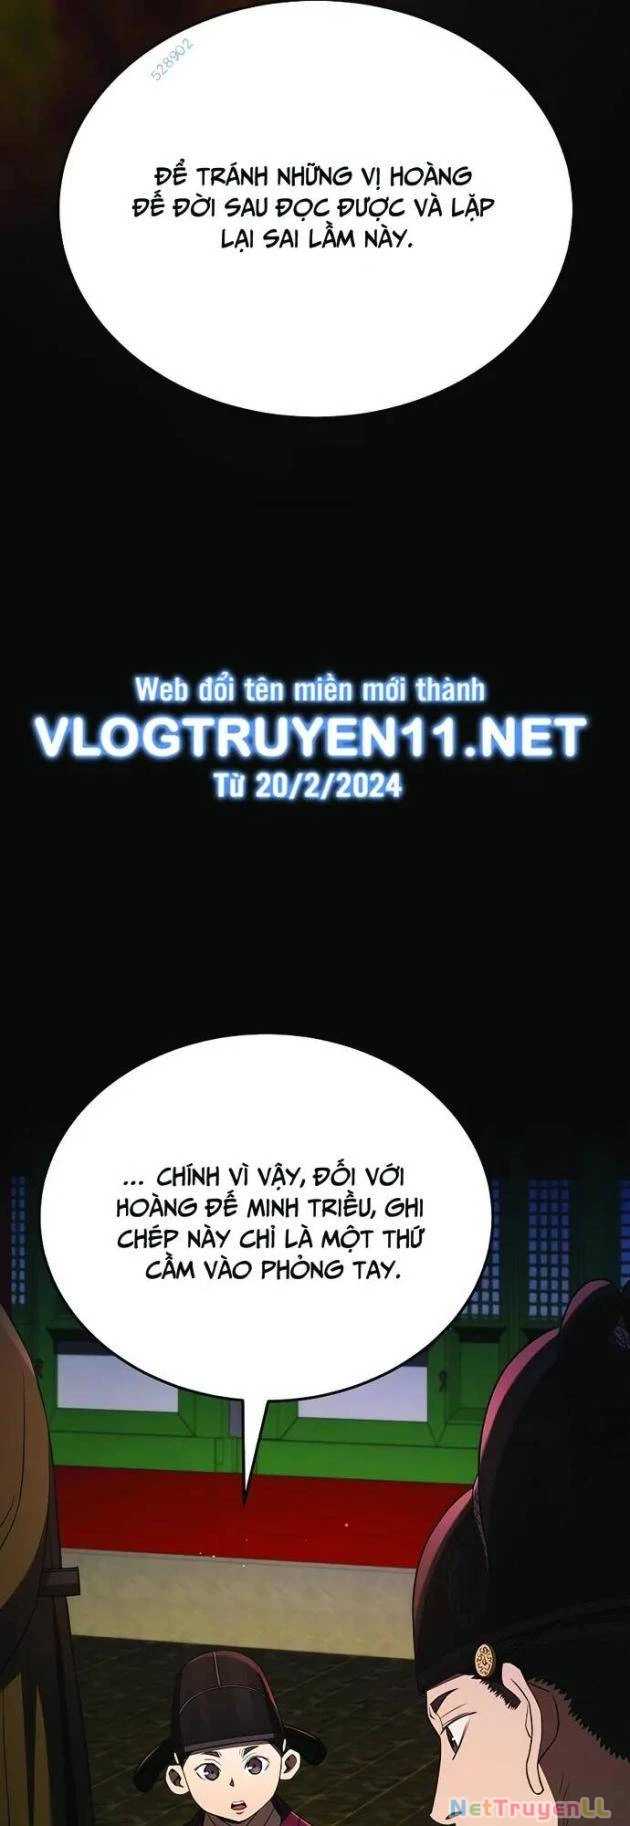 528902
ĐỂ TRÁNH NHỮNG VỊ HOÀNG
ĐẾ ĐỜI SAU ĐỌC ĐƯỢC VÀ LẶP
LẠI SAI LẦM NÀY.
Web đổi tên miền mới thành
VLOGTRUYEN11.NET
Từ 20/2/2024
... CHÍNH VÌ VẬY, ĐỐI VỚI
HOÀNG ĐẾ MINH TRIỀU, GHI
CHÉP NÀY CHỈ LÀ MỘT THỨ
CẦM VÀO PHỎNG TAY.
NetTruyenLL